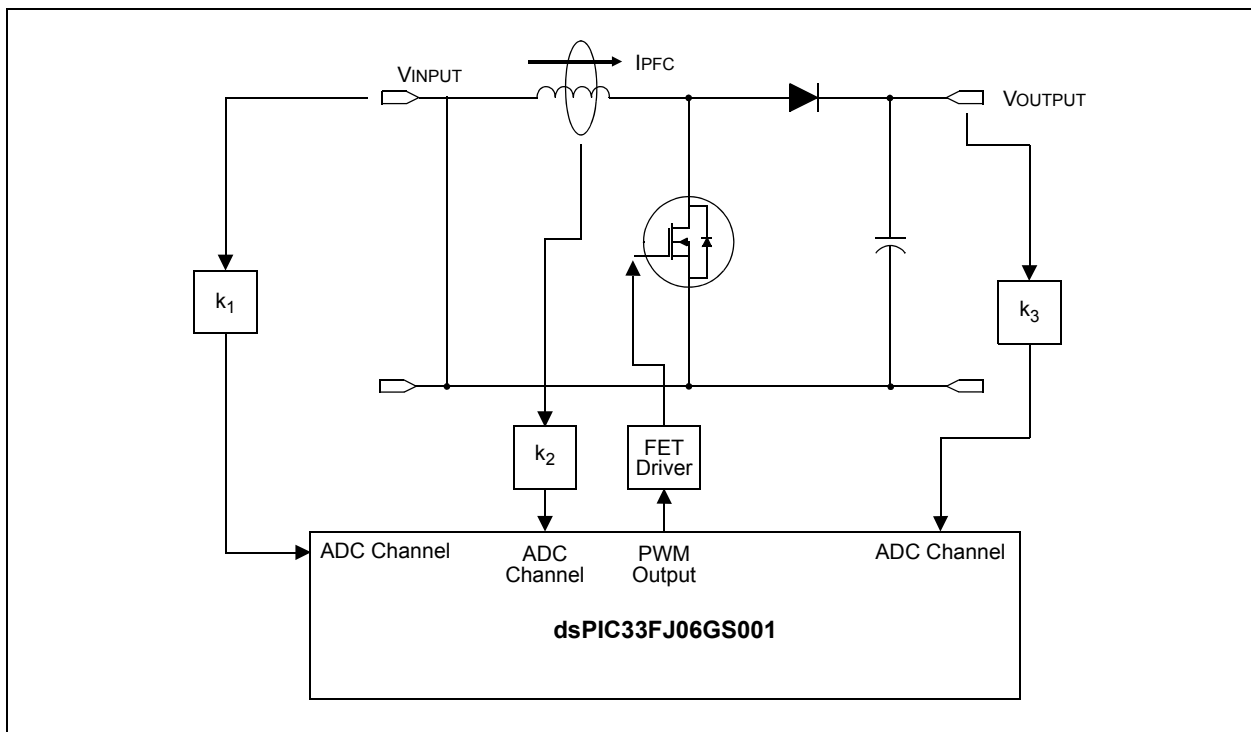 IPFC
VINPUT
VOUTPUT
k₁
k₃
k₂
FET
Driver
ADC Channel
ADC
Channel
PWM
Output
ADC Channel
dsPIC33FJ06GS001